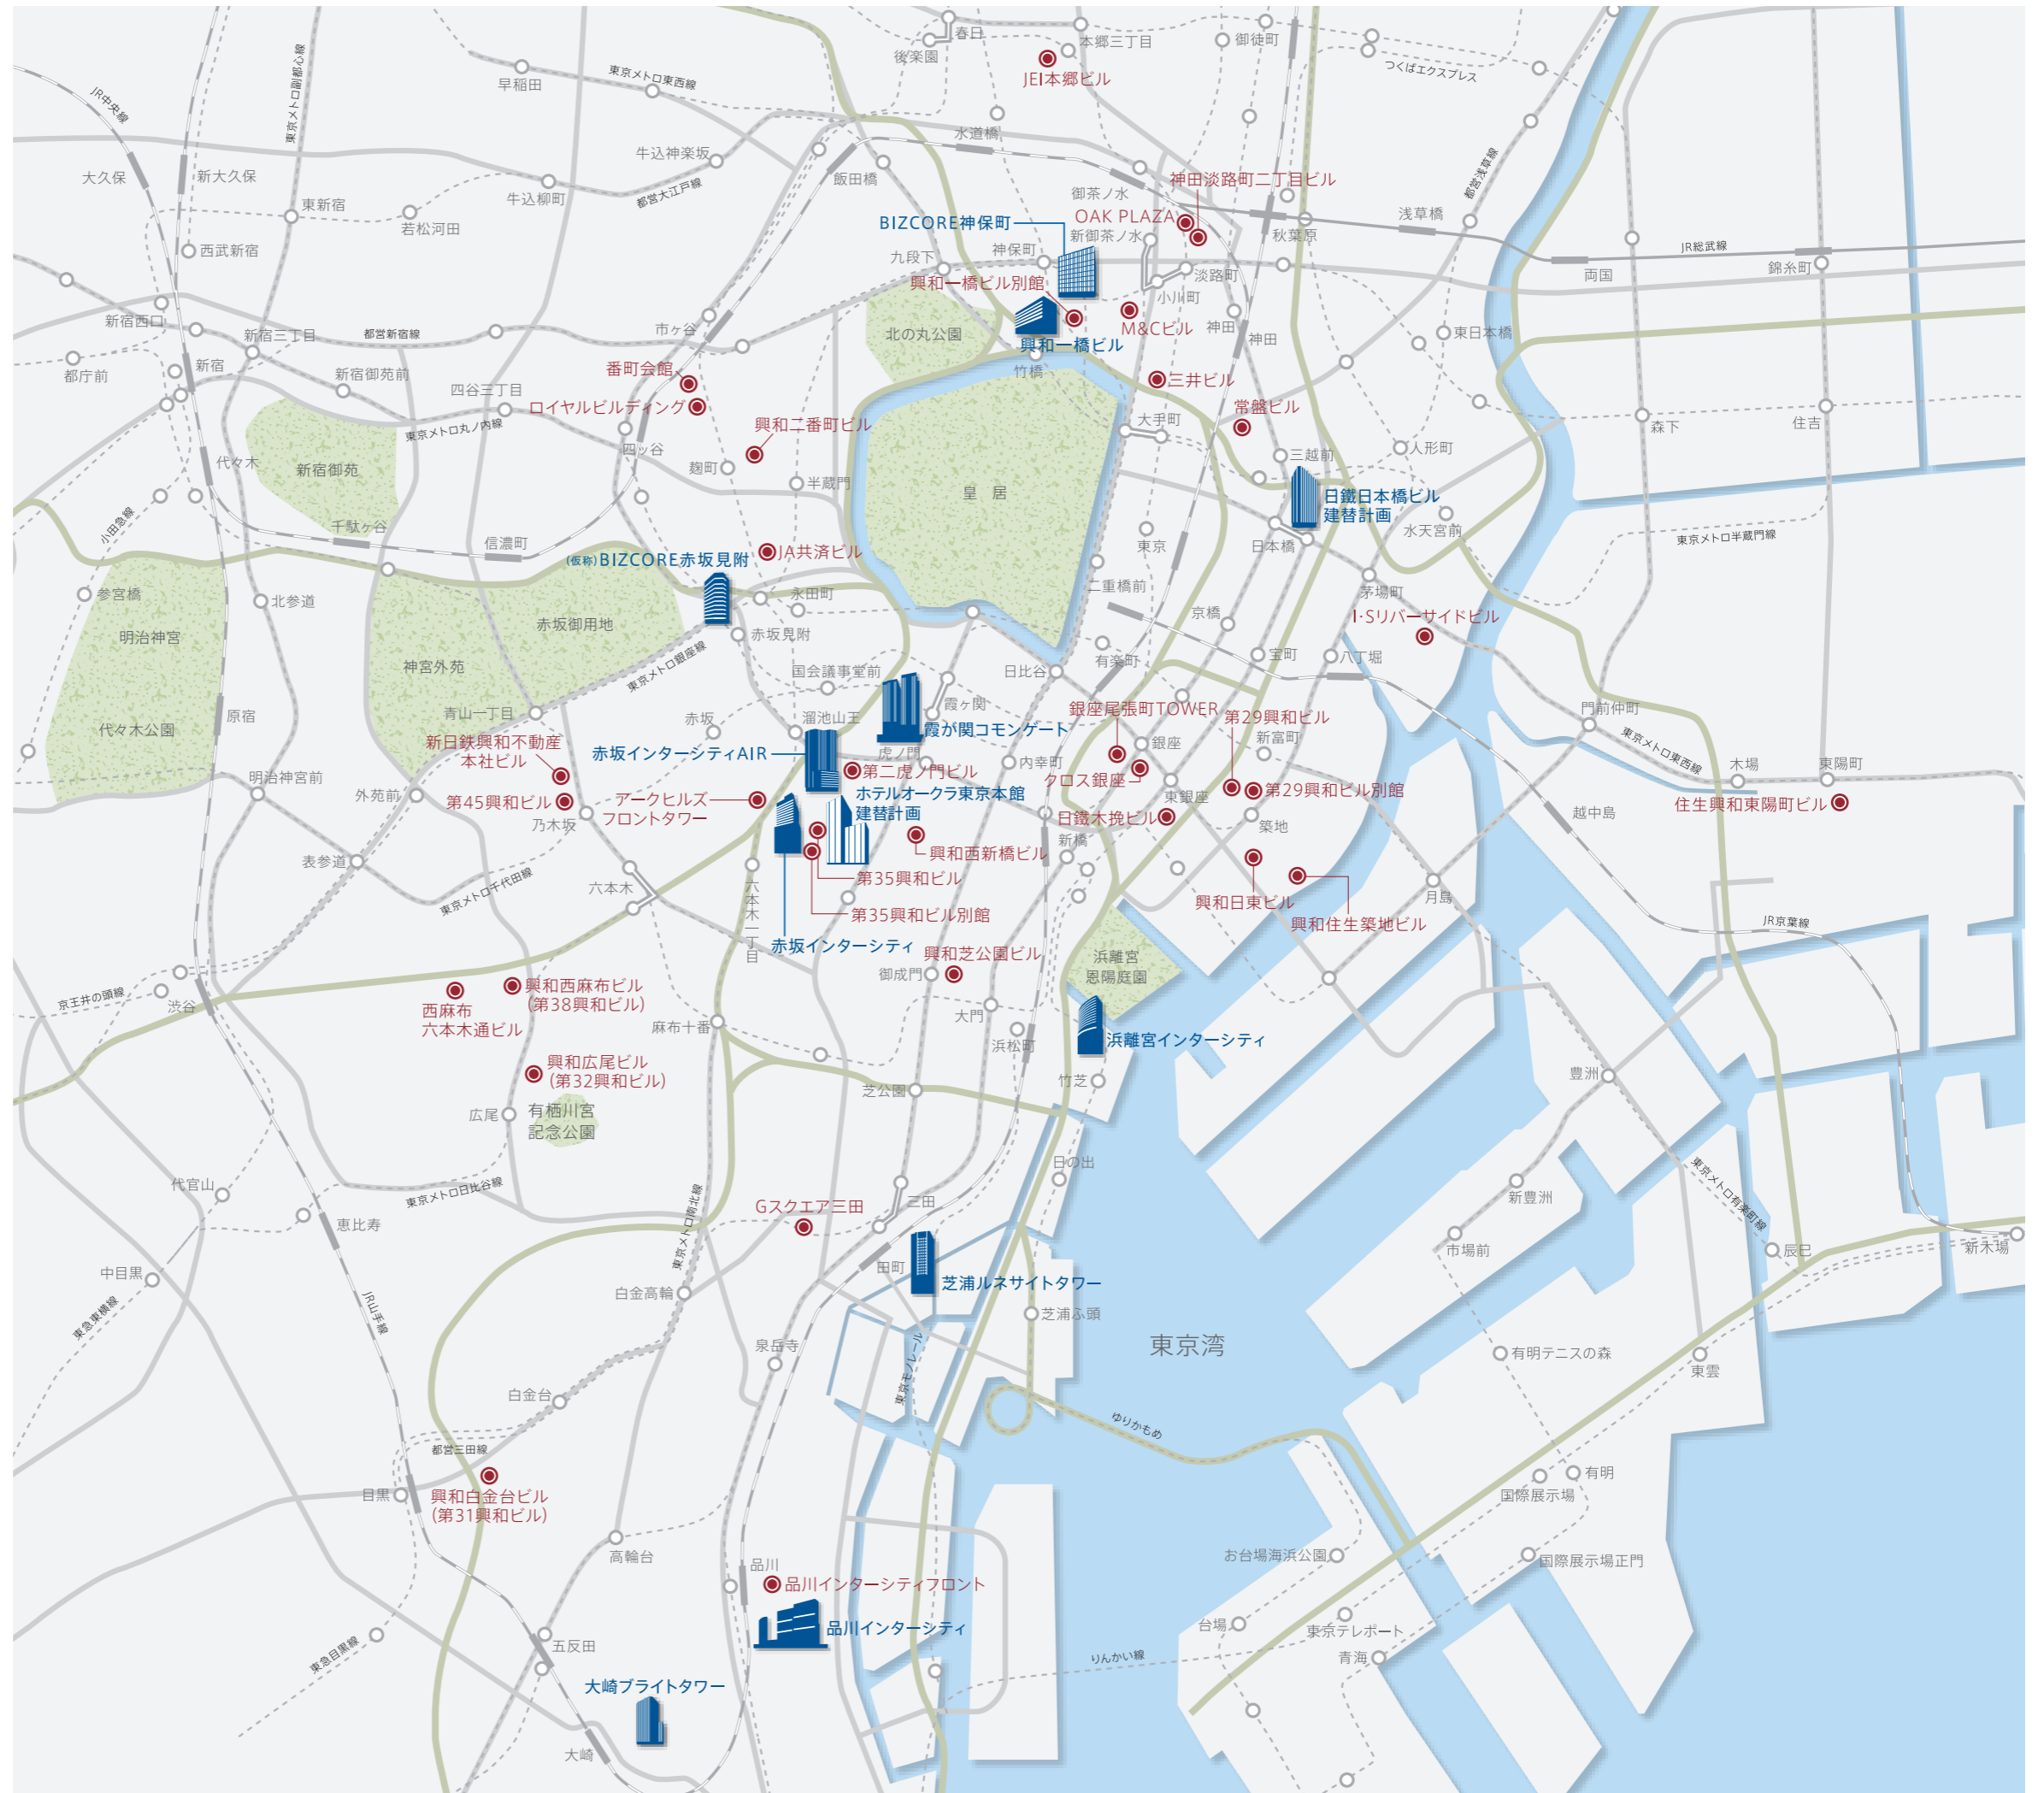 春日
後楽園
本郷三丁目
御徒町
JEI本郷ビル
つくばエクスプレス
早稲田
東京メトロ東西線
JR中央線
東京メトロ副都心線
水道橋
牛込神楽坂
飯田橋
大久保
新大久保
東新宿
若松河田
牛込柳町
都営大江戸線
都営浅草線
御茶ノ水
神田淡路町二丁目ビル
OAK PLAZA
BIZCORE神保町
新御茶ノ水
秋葉原
浅草橋
西武新宿
九段下
神保町
淡路町
JR総武線
両国
錦糸町
興和一橋ビル別館
小川町
新宿西口
新宿三丁目
都営新宿線
市ヶ谷
北の丸公園
M&Cビル
神田
神田
東日本橋
興和一橋ビル
竹橋
都庁前
新宿
新宿御苑前
四谷三丁目
番町会館
ロイヤルビルディング
三井ビル
常盤ビル
大手町
東京メトロ丸ノ内線
興和二番町ビル
四ッ谷
麹町
半蔵門
三越前
人形町
森下
住吉
代々木
新宿御苑
皇 居
日鐵日本橋ビル
建替計画
小田急線
千駄ヶ谷
信濃町
水天宮前
東京メトロ半蔵門線
JA共済ビル
(仮称)BIZCORE赤坂見附
東京
日本橋
二重橋前
茅場町
参宮橋
北参道
永田町
赤坂御用地
明治神宮
赤坂見附
京橋
I・Sリバーサイドビル
神宮外苑
東京メトロ銀座線
国会議事堂前
日比谷
有楽町
宝町
八丁堀
原宿
代々木公園
青山一丁目
赤坂
溜池山王
霞ヶ関
銀座尾張町TOWER
第29興和ビル
門前仲町
霞が関コモンゲート
新日鉄興和不動産
本社ビル
赤坂インターシティAIR
虎ノ門
内幸町
銀座
新富町
東京メトロ東西線
木場
東陽町
明治神宮前
外苑前
第45興和ビル
乃木坂
アークヒルズ
フロントタワー
第二虎ノ門ビル
ホテルオークラ東京本館
建替計画
クロス銀座
東銀座
第29興和ビル別館
住生興和東陽町ビル
越中島
日鐵木挽ビル
築地
新橋
興和西新橋ビル
表参道
東京メトロ千代田線
六本木
六本木一丁目
第35興和ビル
第35興和ビル別館
興和日東ビル
興和住生築地ビル
月島
JR京葉線
赤坂インターシティ
興和芝公園ビル
御成門
浜離宮
恩陽庭園
京王井の頭線
渋谷
西麻布
六本木通ビル
興和西麻布ビル
(第38興和ビル)
麻布十番
大門
浜松町
浜離宮インターシティ
興和広尾ビル
(第32興和ビル)
竹芝
芝公園
豊洲
広尾
有栖川宮
記念公園
日の出
代官山
恵比寿
東京メトロ日比谷線
東京メトロ南北線
Gスクエア三田
三田
新豊洲
東京メトロ有楽町線
市場前
辰巳
新木場
中目黒
東急東横線
JR山手線
白金高輪
田町
芝浦ルネサイトタワー
芝浦ふ頭
泉岳寺
東京モノレール
東京湾
有明テニスの森
東雲
白金台
ゆりかもめ
都営三田線
目黒
興和白金台ビル
(第31興和ビル)
有明
国際展示場
高輪台
品川
品川インターシティフロント
お台場海浜公園
国際展示場正門
品川インターシティ
台場
東京テレポート
東急目黒線
五反田
りんかい線
青海
大崎ブライトタワー
大崎